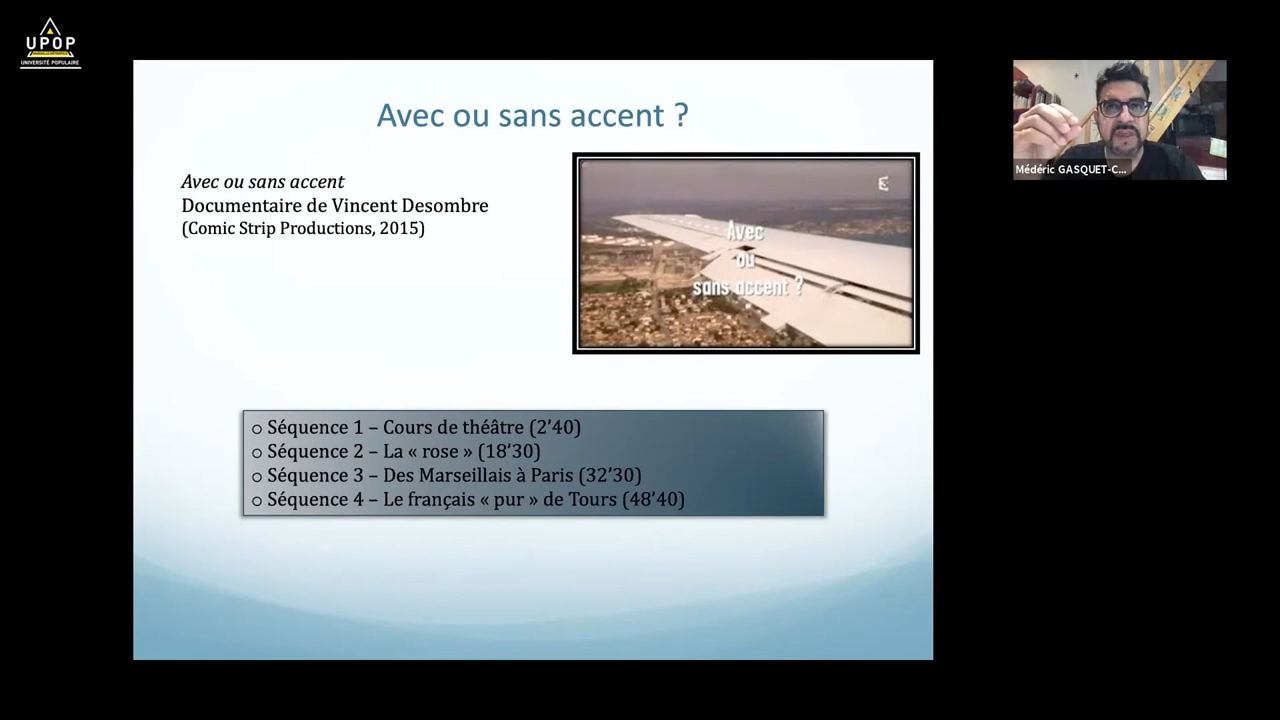 UPOP
UNIVERSITÉ POPULAIRE
Avec ou sans accent ?
Avec ou sans accent
Documentaire de Vincent Desombre
(Comic Strip Productions, 2015)
Avec
ou
sans accent ?
Médéric GASQUET-C...
o Séquence 1 – Cours de théâtre (2’40)
o Séquence 2 – La « rose » (18’30)
o Séquence 3 – Des Marseillais à Paris (32’30)
o Séquence 4 – Le français « pur » de Tours (48’40)